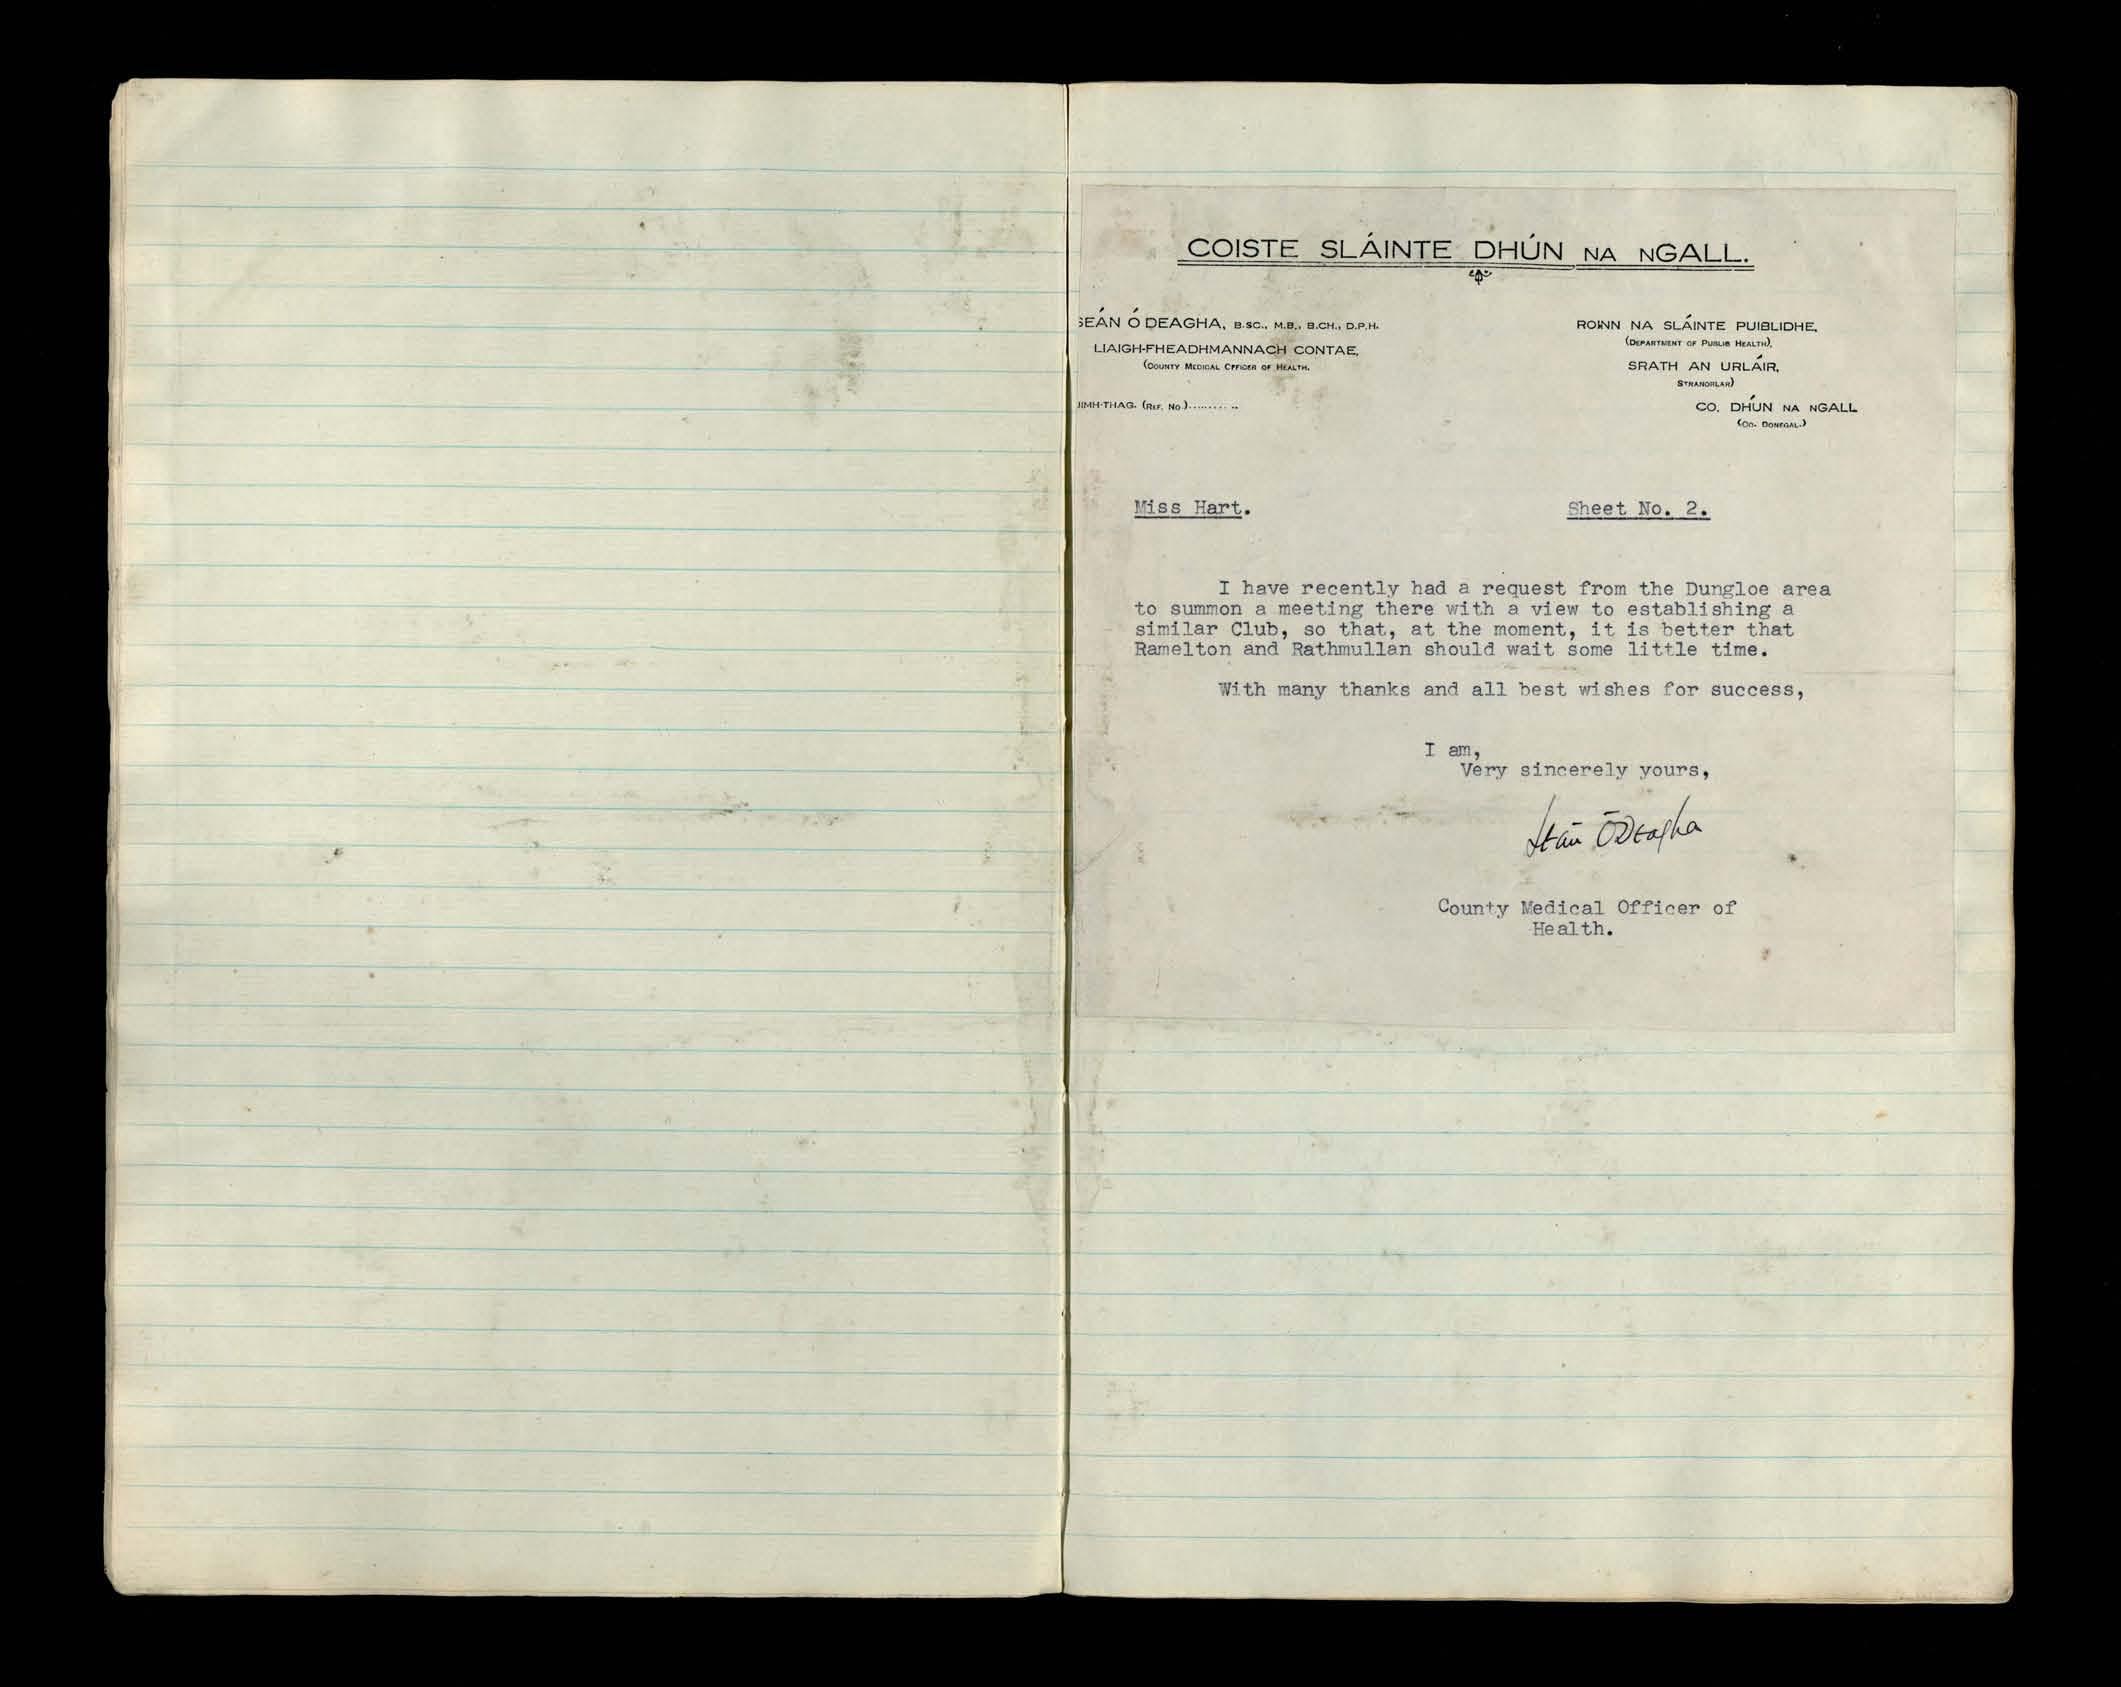 COISTE SLÁINTE DHÚN NA NGALL.
SEÁN Ó DEAGHA, B.SC., M.B., B.CH., D.P.H.
LIAIGH-FHEADHMANNACH CONTAE,
(COUNTY MEDICAL OFFICER OF HEALTH.
UIMH-THAG. (REF. NO.)...........
ROINN NA SLÁINTE PUIBLIDHE,
(DEPARTMENT OF PUBLIC HEALTH),
SRATH AN URLÁIR,
STRANORLAR)
CO. DHÚN NA NGALL
(CO. DONEGAL.)
Miss Hart.
Sheet No. 2.
I have recently had a request from the Dungloe area
to summon a meeting there with a view to establishing a
similar Club, so that, at the moment, it is better that
Ramelton and Rathmullan should wait some little time.
With many thanks and all best wishes for success,
I am,
Very sincerely yours,
Seán Ó Deagha
County Medical Officer of
Health.